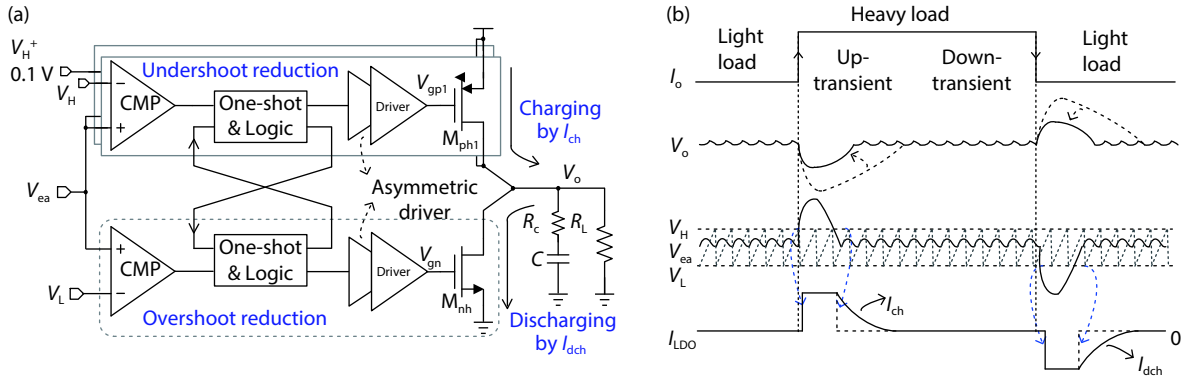 (a)
V_H^+
0.1 V
V_H
CMP
Undershoot reduction
One-shot
& Logic
Driver
V_gp1
M_ph1
Charging
by I_ch
V_ea
Asymmetric
driver
V_o
R_c
R_L
C
V_L
CMP
One-shot
& Logic
Driver
V_gn
M_nh
Overshoot reduction
Discharging
by I_dch
(b)
Heavy load
Light
load
Up-
transient
Down-
transient
Light
load
I_o
V_o
V_H
V_ea
V_L
I_ch
I_LDO
0
I_dch